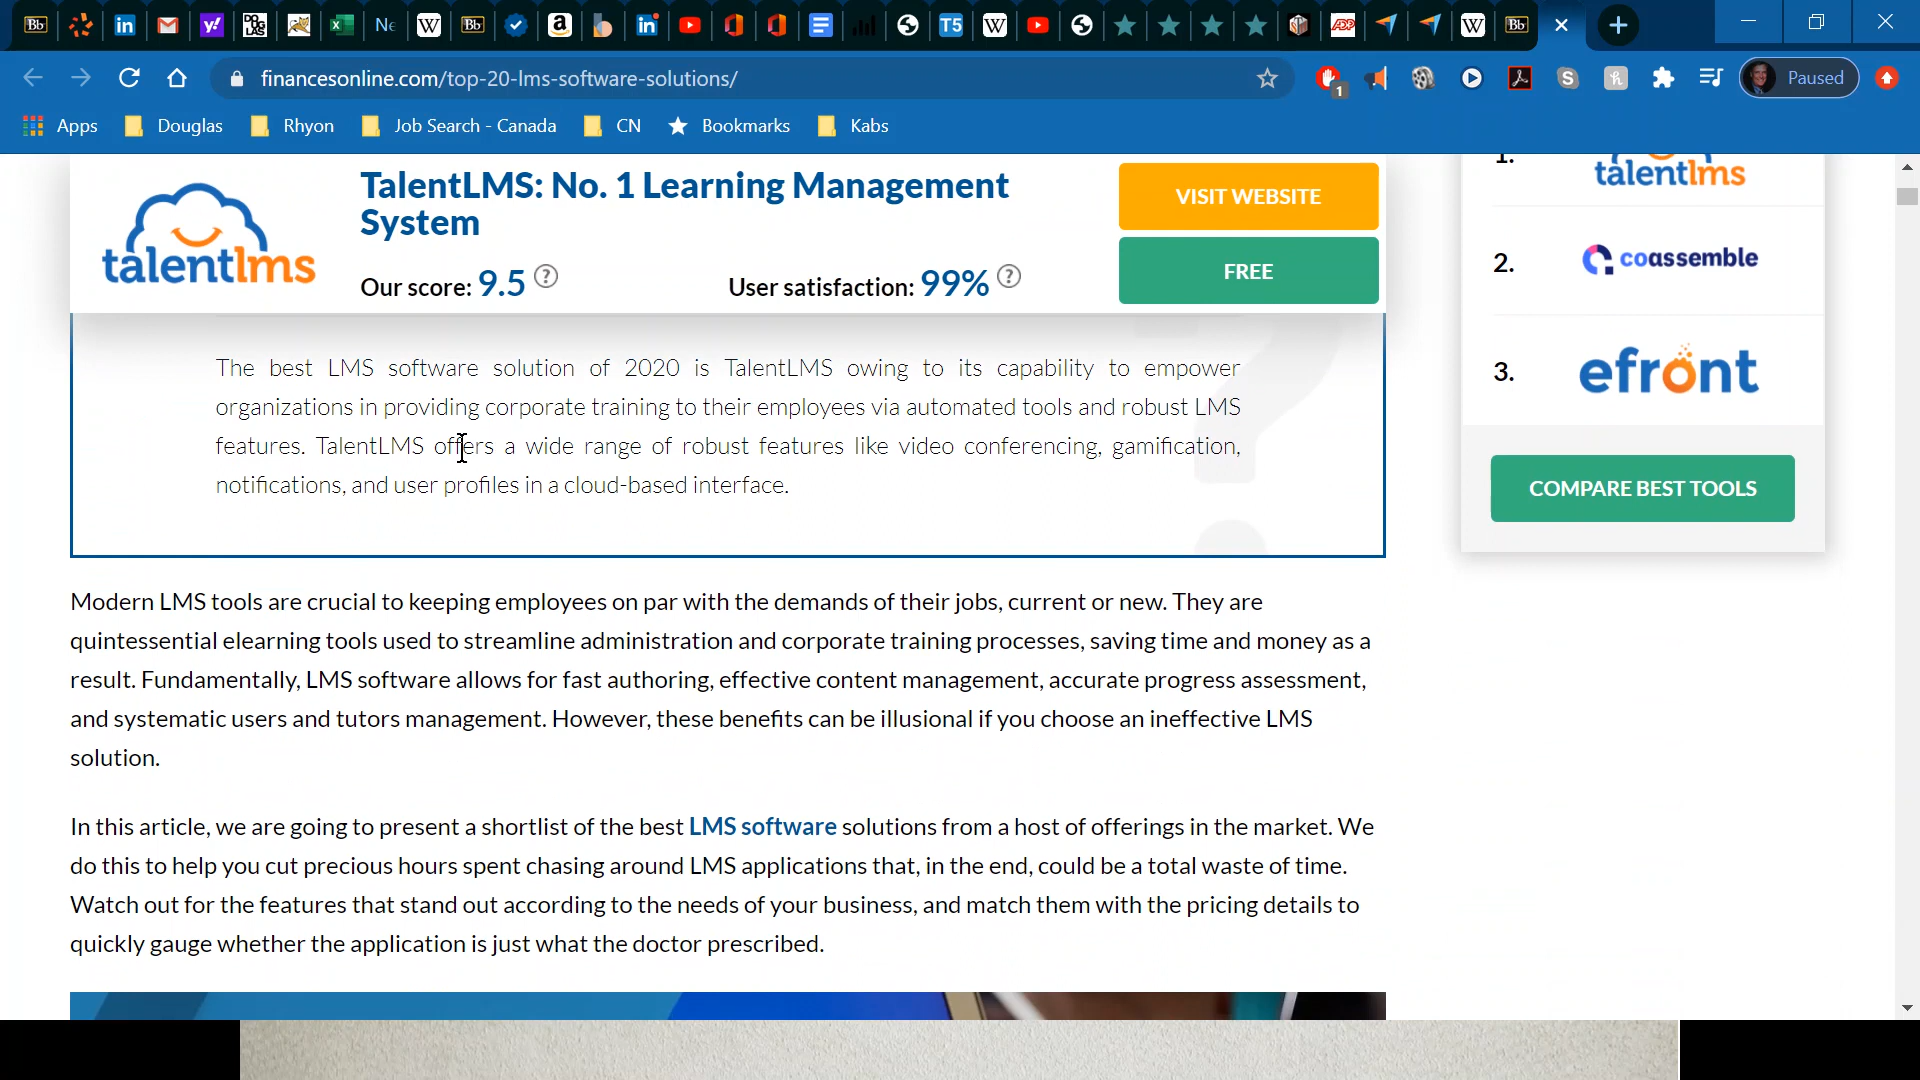 Ne
T5
financesonline.com/top-20-lms-software-solutions/
1
Paused
Apps
Douglas
Rhyon
Job Search - Canada
CN
Bookmarks
Kabs
talentlms
TalentLMS: No. 1 Learning Management
System
Our score: 9.5 ?
User satisfaction: 99% ?
VISIT WEBSITE
FREE
1. talentlms
2. coassemble
3. efront
COMPARE BEST TOOLS
The best LMS software solution of 2020 is TalentLMS owing to its capability to empower
organizations in providing corporate training to their employees via automated tools and robust LMS
features. TalentLMS offers a wide range of robust features like video conferencing, gamification,
notifications, and user profiles in a cloud-based interface.
Modern LMS tools are crucial to keeping employees on par with the demands of their jobs, current or new. They are
quintessential elearning tools used to streamline administration and corporate training processes, saving time and money as a
result. Fundamentally, LMS software allows for fast authoring, effective content management, accurate progress assessment,
and systematic users and tutors management. However, these benefits can be illusional if you choose an ineffective LMS
solution.
In this article, we are going to present a shortlist of the best LMS software solutions from a host of offerings in the market. We
do this to help you cut precious hours spent chasing around LMS applications that, in the end, could be a total waste of time.
Watch out for the features that stand out according to the needs of your business, and match them with the pricing details to
quickly gauge whether the application is just what the doctor prescribed.